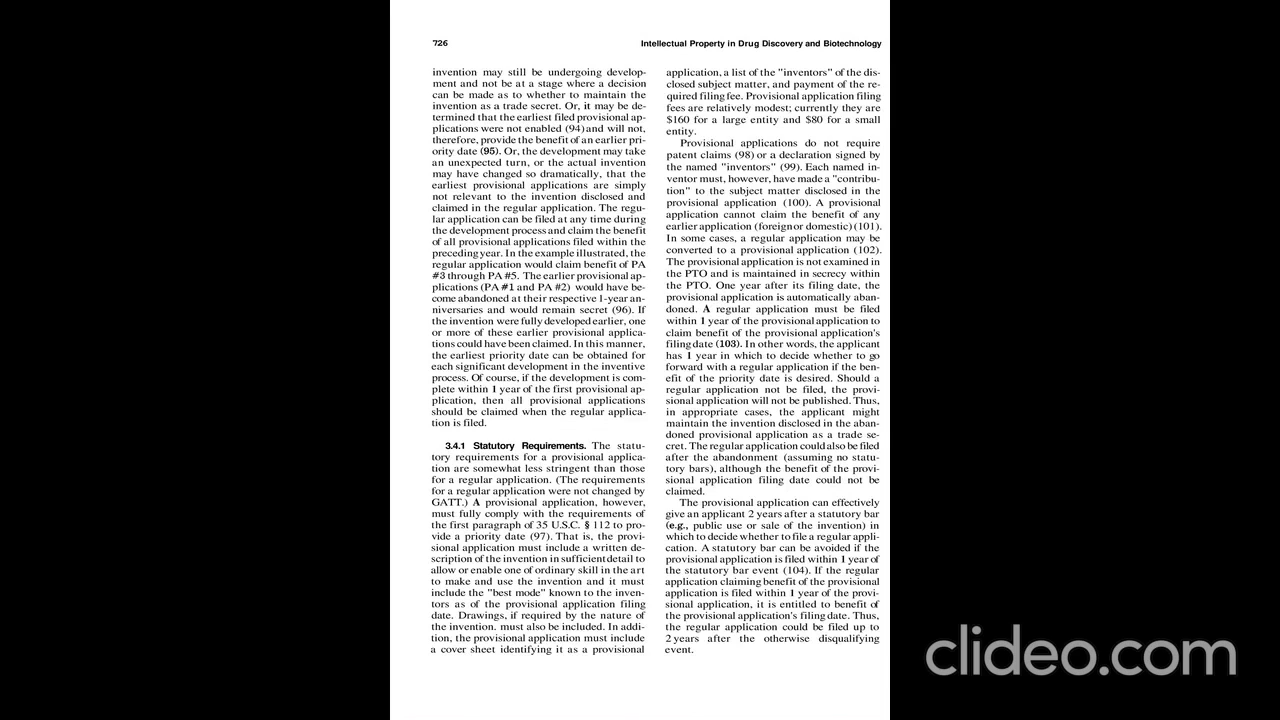 726
Intellectual Property in Drug Discovery and Biotechnology
invention may still be undergoing develop-
ment and not be at a stage where a decision
can be made as to whether to maintain the
invention as a trade secret. Or, it may be de-
termined that the earliest filed provisional ap-
plications were not enabled (94) and will not,
therefore, provide the benefit of an earlier pri-
ority date (95). Or, the development may take
an unexpected turn, or the actual invention
may have changed so dramatically, that the
earliest provisional applications are simply
not relevant to the invention disclosed and
claimed in the regular application. The regu-
lar application can be filed at any time during
the development process and claim the benefit
of all provisional applications filed within the
preceding year. In the example illustrated, the
regular application would claim benefit of PA
#3 through PA #5. The earlier provisional ap-
plications (PA #1 and PA #2) would have be-
come abandoned at their respective 1-year an-
niversaries and would remain secret (96). If
the invention were fully developed earlier, one
or more of these earlier provisional applica-
tions could have been claimed. In this manner,
the earliest priority date can be obtained for
each significant development in the inventive
process. Of course, if the development is com-
plete within 1 year of the first provisional ap-
plication, then all provisional applications
should be claimed when the regular applica-
tion is filed.
3.4.1 Statutory Requirements. The statu-
tory requirements for a provisional applica-
tion are somewhat less stringent than those
for a regular application. (The requirements
for a regular application were not changed by
GATT.) A provisional application, however,
must fully comply with the requirements of
the first paragraph of 35 U.S.C. § 112 to pro-
vide a priority date (97). That is, the provi-
sional application must include a written de-
scription of the invention in sufficient detail to
allow or enable one of ordinary skill in the art
to make and use the invention and it must
include the "best mode" known to the inven-
tors as of the provisional application filing
date. Drawings, if required by the nature of
the invention. must also be included. In addi-
tion, the provisional application must include
a cover sheet identifying it as a provisional
application, a list of the "inventors" of the dis-
closed subject matter, and payment of the re-
quired filing fee. Provisional application filing
fees are relatively modest; currently they are
$160 for a large entity and $80 for a small
entity.
Provisional applications do not require
patent claims (98) or a declaration signed by
the named "inventors" (99). Each named in-
ventor must, however, have made a "contribu-
tion" to the subject matter disclosed in the
provisional application (100). A provisional
application cannot claim the benefit of any
earlier application (foreign or domestic) (101).
In some cases, a regular application may be
converted to a provisional application (102).
The provisional application is not examined in
the PTO and is maintained in secrecy within
the PTO. One year after its filing date, the
provisional application is automatically aban-
doned. A regular application must be filed
within 1 year of the provisional application to
claim benefit of the provisional application's
filing date (103). In other words, the applicant
has 1 year in which to decide whether to go
forward with a regular application if the ben-
efit of the priority date is desired. Should a
regular application not be filed, the provi-
sional application will not be published. Thus,
in appropriate cases, the applicant might
maintain the invention disclosed in the aban-
doned provisional application as a trade se-
cret. The regular application could also be filed
after the abandonment (assuming no statu-
tory bars), although the benefit of the provi-
sional application filing date could not be
claimed.
The provisional application can effectively
give an applicant 2 years after a statutory bar
(e.g., public use or sale of the invention) in
which to decide whether to file a regular appli-
cation. A statutory bar can be avoided if the
provisional application is filed within 1 year of
the statutory bar event (104). If the regular
application claiming benefit of the provisional
application is filed within 1 year of the provi-
sional application, it is entitled to benefit of
the provisional application's filing date. Thus,
the regular application could be filed up to
2 years after the otherwise disqualifying
event.
clideo.com